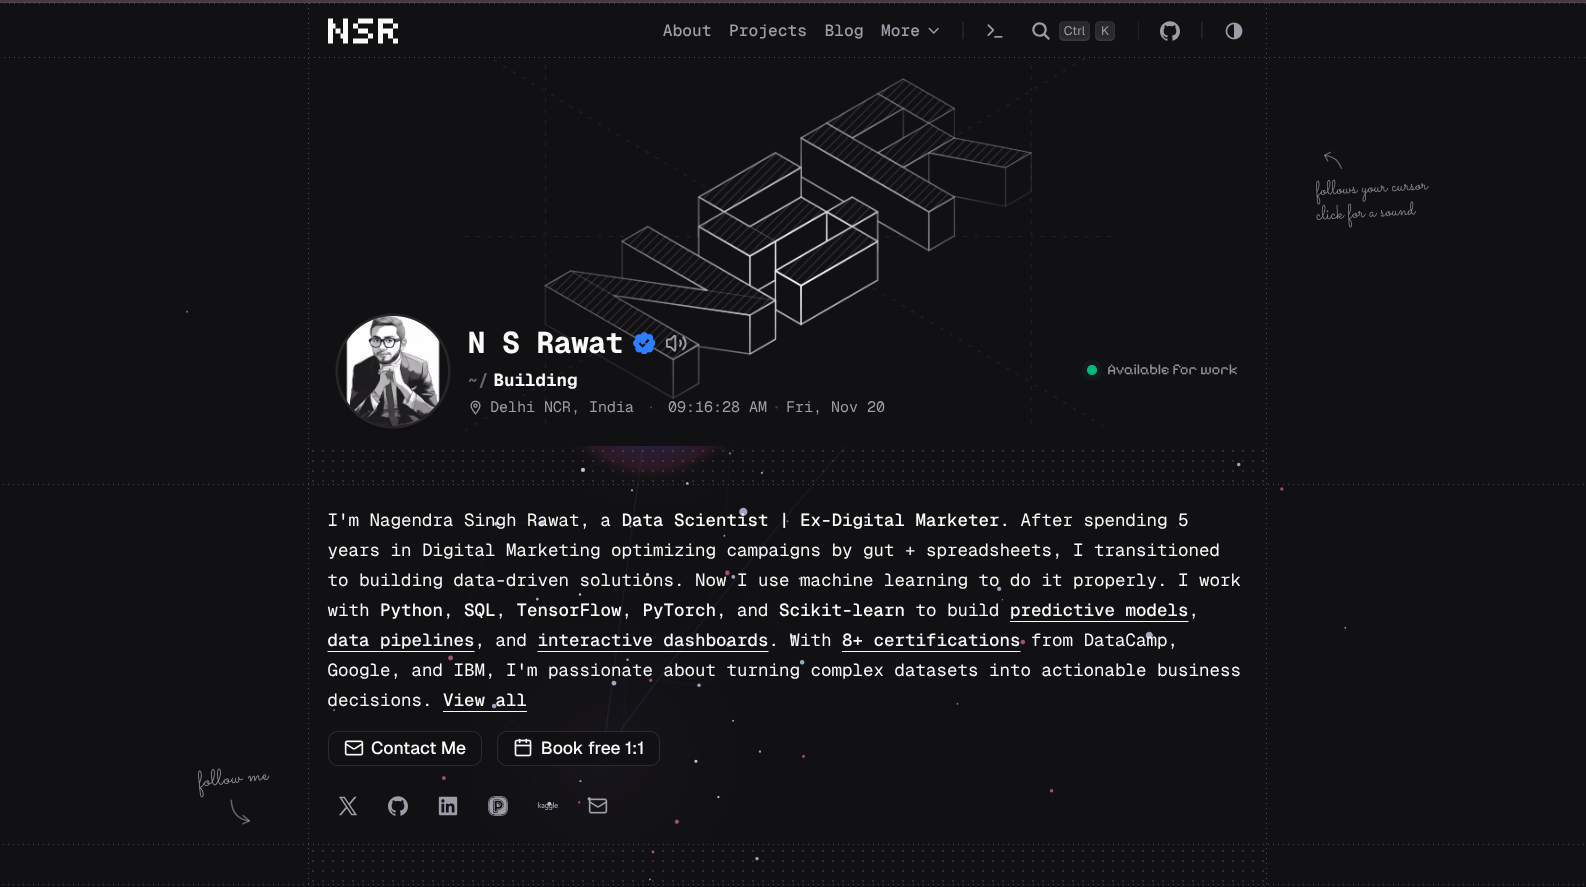 NSR
About Projects Blog More Ctrl K
follows your cursor
click for a sound
N S Rawat
~/ Building
Delhi NCR, India · 09:16:28 AM · Fri, Nov 20
Available for work
I'm Nagendra Singh Rawat, a Data Scientist | Ex-Digital Marketer. After spending 5
years in Digital Marketing optimizing campaigns by gut + spreadsheets, I transitioned
to building data-driven solutions. Now I use machine learning to do it properly. I work
with Python, SQL, TensorFlow, PyTorch, and Scikit-learn to build predictive models,
data pipelines, and interactive dashboards. With 8+ certifications from DataCamp,
Google, and IBM, I'm passionate about turning complex datasets into actionable business
decisions. View all
Contact Me Book free 1:1
follow me
kaggle